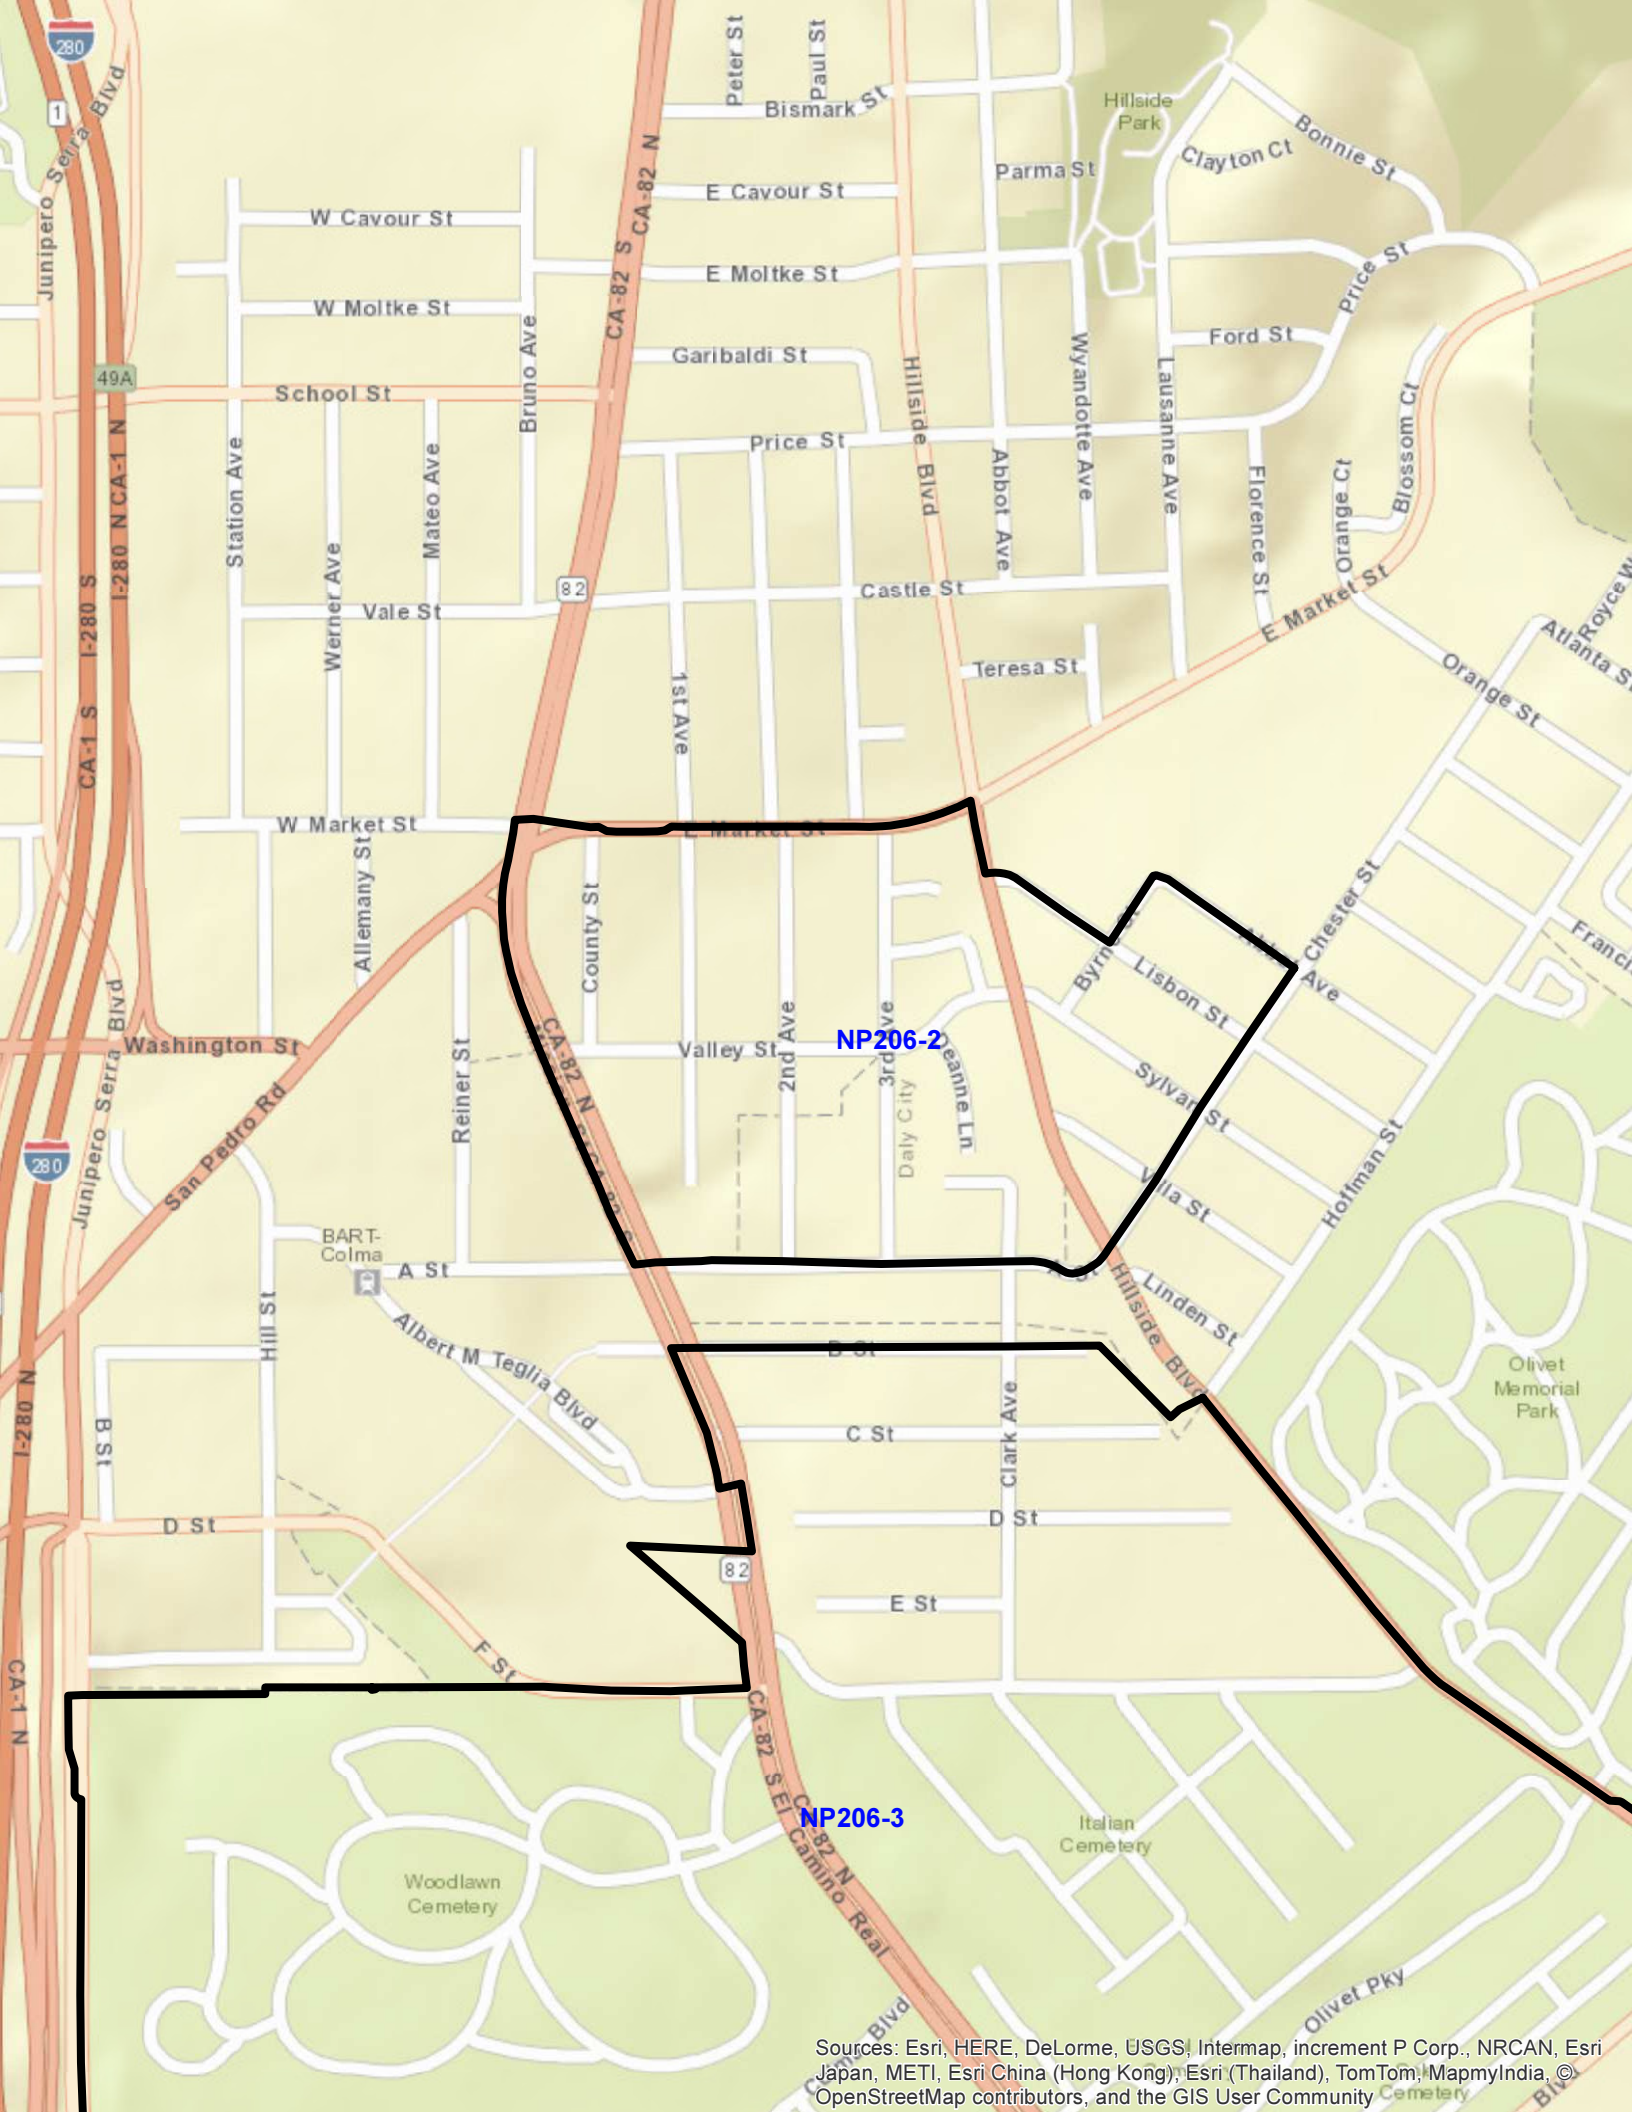 280
1
Junipero Serra Blvd
Peter St
Paul St
Bismark St
CA-82 N
CA-82 S
Hillside
Park
Clayton Ct
Bonnie St
Parma St
E Cavour St
W Cavour St
E Moltke St
W Moltke St
Price St
Ford St
Garibaldi St
Bruno Ave
Hillside Blvd
Wyandotte Ave
Lausanne Ave
Blossom Ct
49A
School St
Price St
Station Ave
Mateo Ave
Abbot Ave
Florence St
Orange Ct
I-280 N
CA-1 N
I-280 S
CA-1 S
Werner Ave
82
Vale St
Castle St
E Market St
Royce W
Atlanta S
Teresa St
Orange St
1st Ave
W Market St
E Market St
Allemany St
County St
Chester St
Ave
Francis
Lisbon St
2nd Ave
3rd Ave
NP206-2
Valley St
Deanne Ln
Daly City
Sylvan St
Washington St
Junipero Serra Blvd
Reiner St
CA-82 N
San Pedro Rd
280
Villa St
Hoffman St
BART-
Colma
A St
A St
Hillside Blvd
Linden St
Hill St
Albert M Teglia Blvd
B St
B St
Clark Ave
C St
Olivet
Memorial
Park
I-280 N
D St
D St
82
E St
F St
CA-1 N
CA-82 S
El Camino Real
CA-82 N
NP206-3
Italian
Cemetery
Woodlawn
Cemetery
Olivet Pky
Blvd
Sources: Esri, HERE, DeLorme, USGS, Intermap, increment P Corp., NRCAN, Esri
Japan, METI, Esri China (Hong Kong), Esri (Thailand), TomTom, MapmyIndia, ©
OpenStreetMap contributors, and the GIS User Community
Cemetery
Blvd